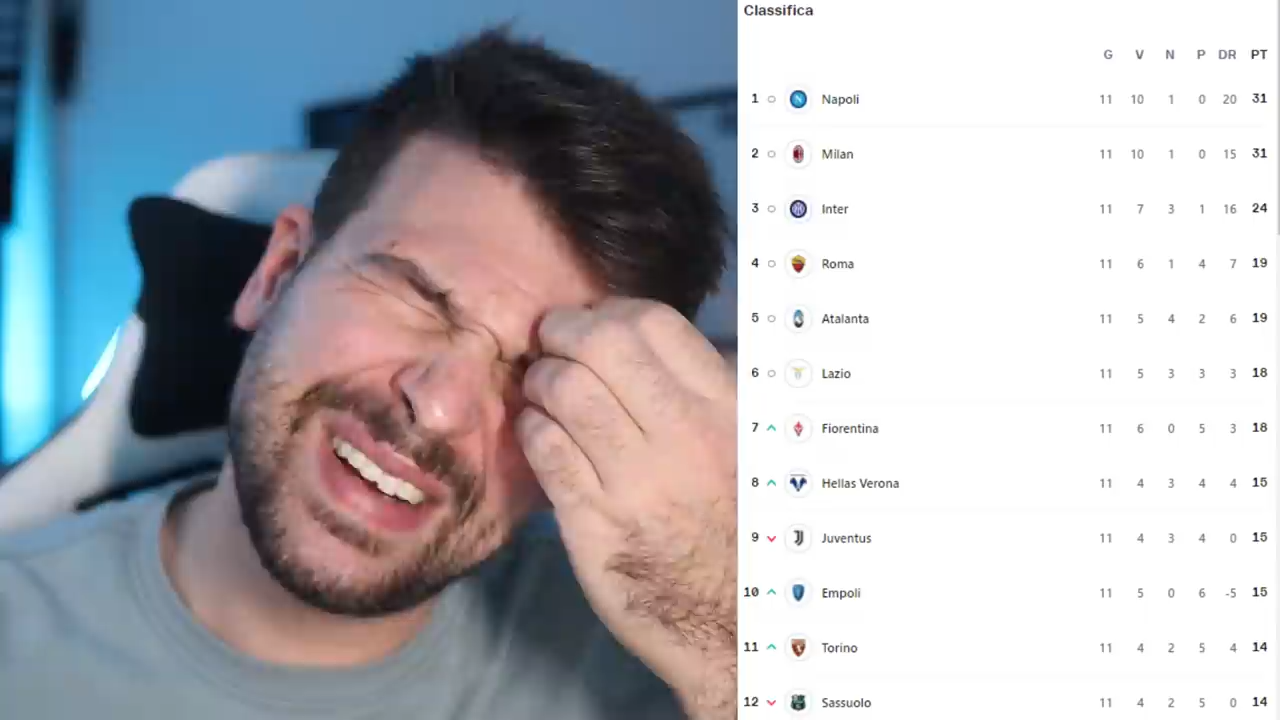 Classifica
G V N P DR PT
1 Napoli 11 10 1 0 20 31
2 Milan 11 10 1 0 15 31
3 Inter 11 7 3 1 16 24
4 Roma 11 6 1 4 7 19
5 Atalanta 11 5 4 2 6 19
6 Lazio 11 5 3 3 3 18
7 Fiorentina 11 6 0 5 3 18
8 Hellas Verona 11 4 3 4 4 15
9 Juventus 11 4 3 4 0 15
10 Empoli 11 5 0 6 -5 15
11 Torino 11 4 2 5 4 14
12 Sassuolo 11 4 2 5 0 14